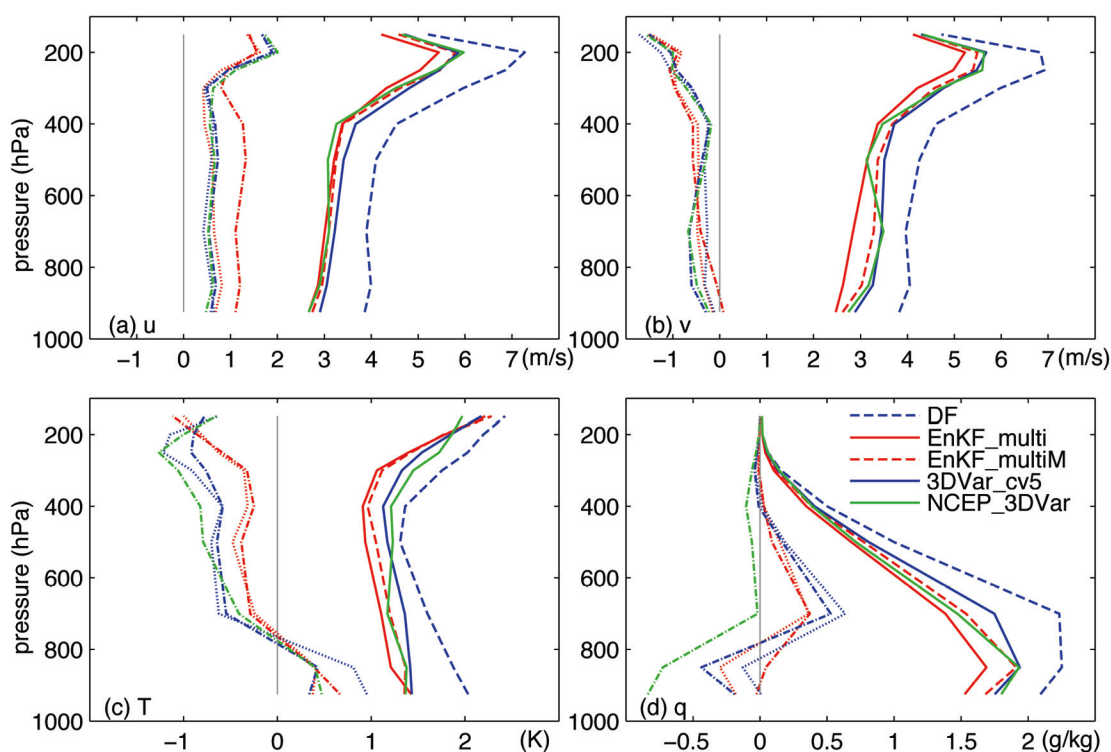 200
400
600
800
1000
pressure (hPa)
(a) u
−1 0 1 2 3 4 5 6 7 (m/s)
200
400
600
800
1000
(b) v
−1 0 1 2 3 4 5 6 7 (m/s)
200
400
600
800
1000
pressure (hPa)
(c) T
−1 0 1 2 (K)
200
400
600
800
1000
DF
EnKF_multi
EnKF_multiM
3DVar_cv5
NCEP_3DVar
(d) q
−0.5 0 0.5 1 1.5 2 (g/kg)